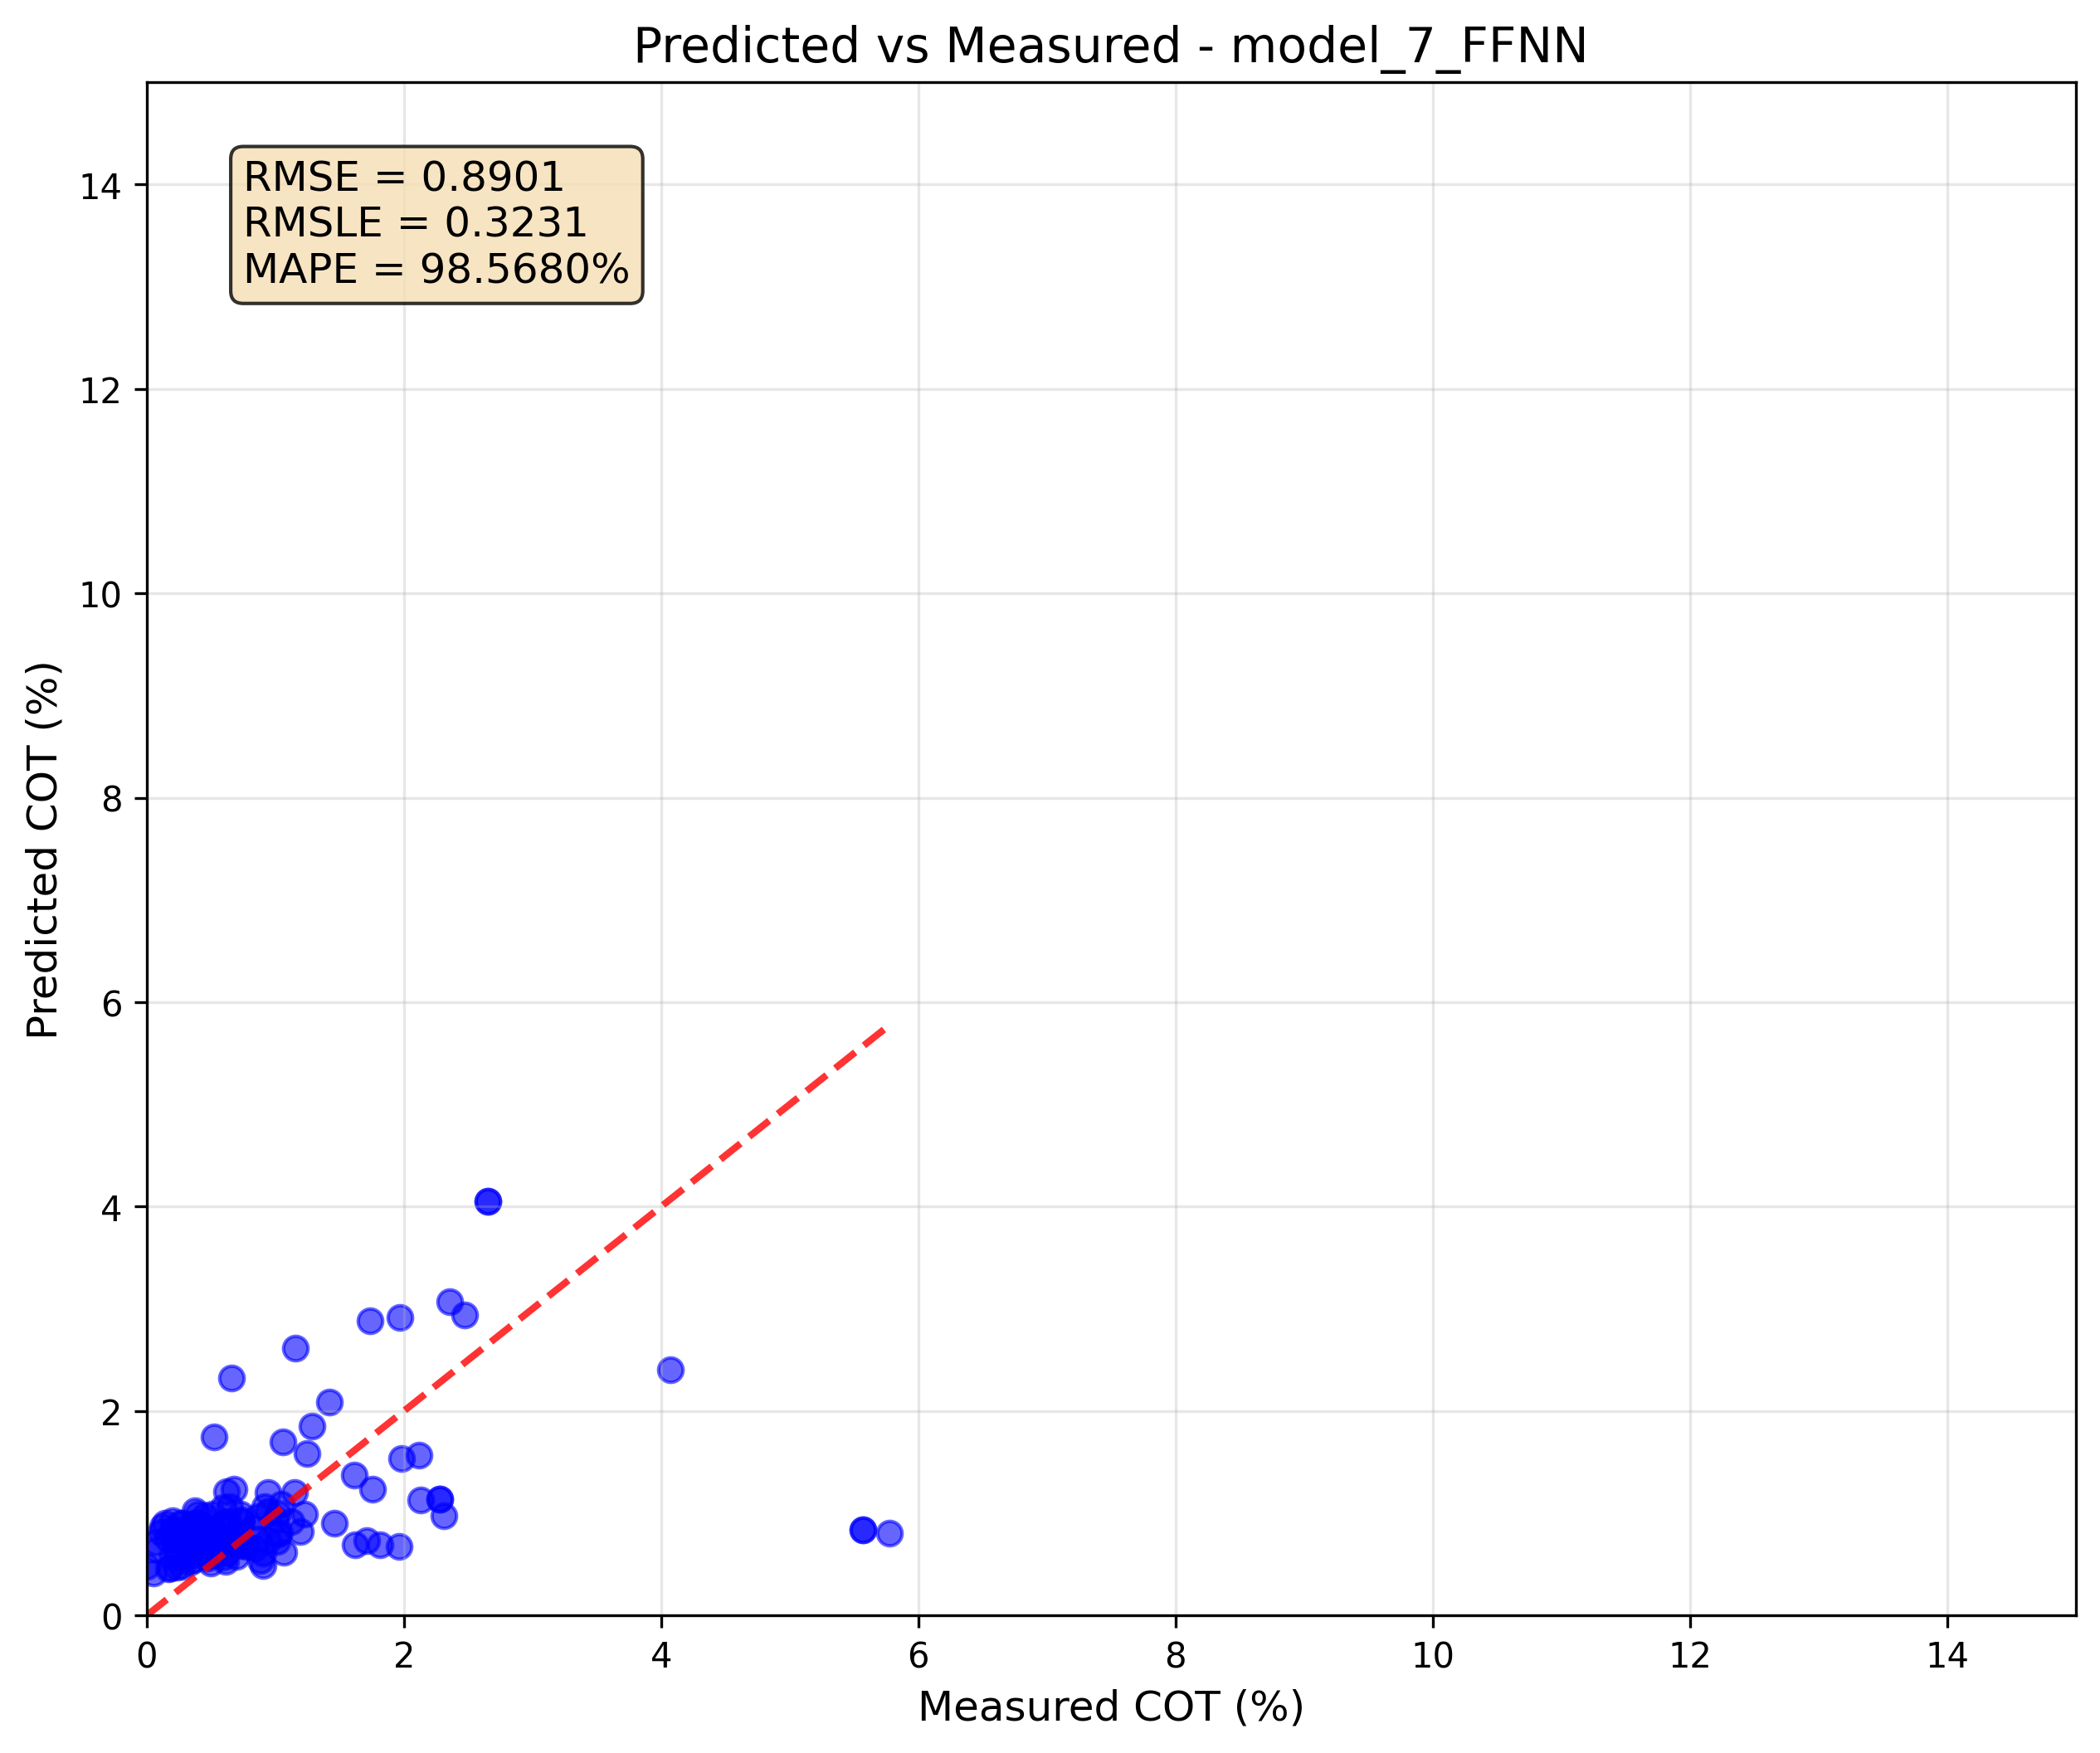 Predicted vs Measured - model_7_FFNN
RMSE = 0.8901
RMSLE = 0.3231
MAPE = 98.5680%
Predicted COT (%)
14
12
10
8
6
4
2
0
0 2 4 6 8 10 12 14
Measured COT (%)